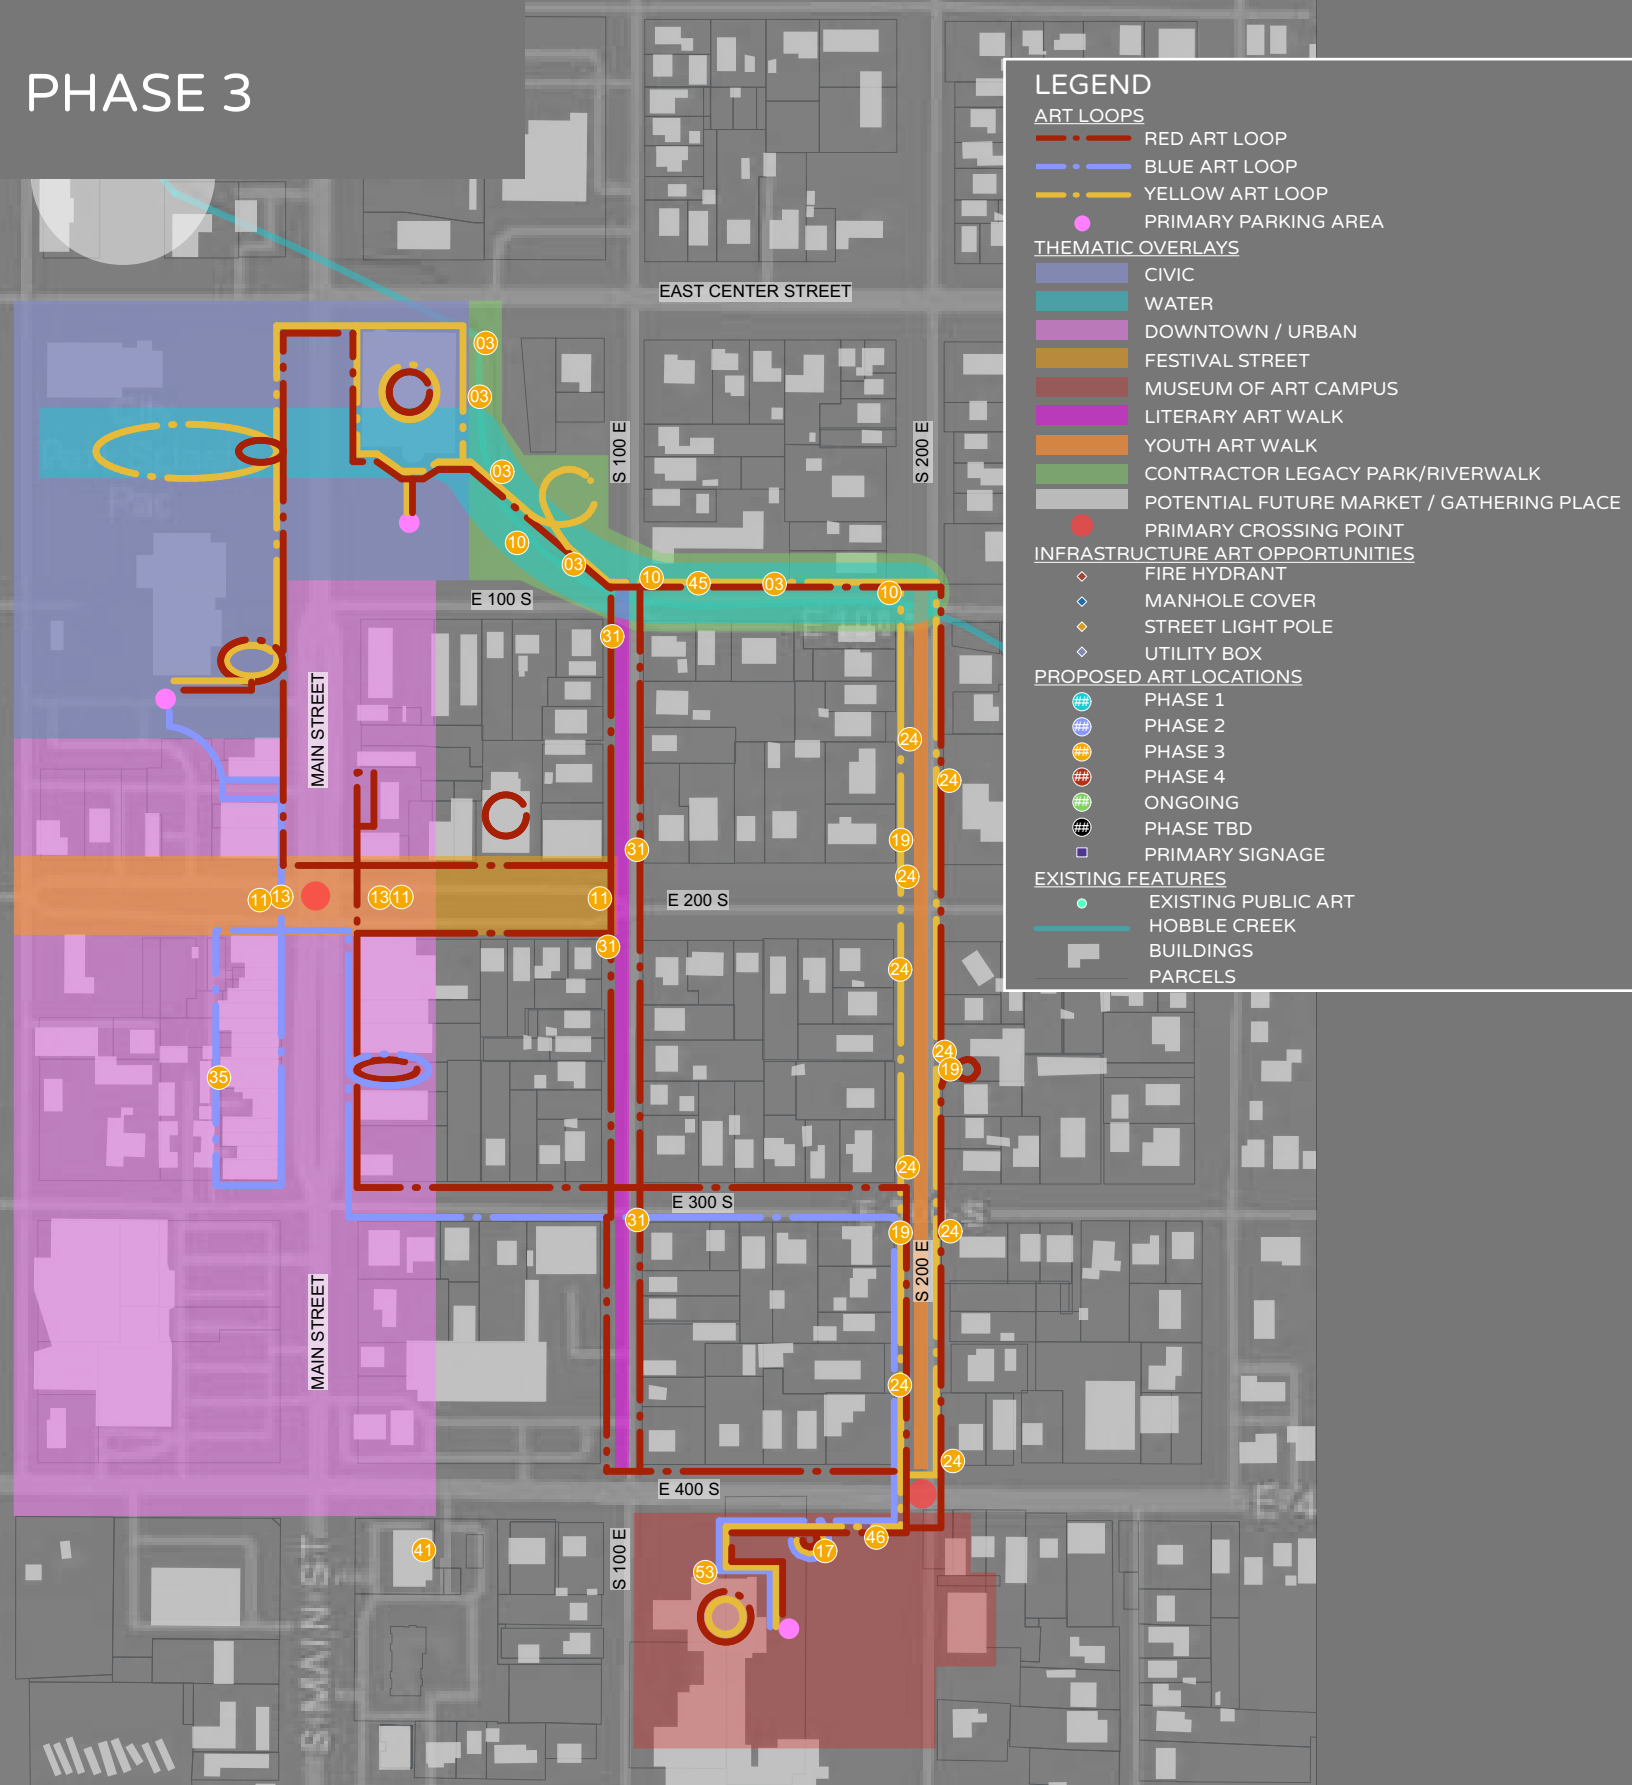 PHASE 3
LEGEND
ART LOOPS
RED ART LOOP
BLUE ART LOOP
YELLOW ART LOOP
PRIMARY PARKING AREA
THEMATIC OVERLAYS
CIVIC
WATER
DOWNTOWN / URBAN
FESTIVAL STREET
MUSEUM OF ART CAMPUS
LITERARY ART WALK
YOUTH ART WALK
CONTRACTOR LEGACY PARK/RIVERWALK
POTENTIAL FUTURE MARKET / GATHERING PLACE
PRIMARY CROSSING POINT
INFRASTRUCTURE ART OPPORTUNITIES
FIRE HYDRANT
MANHOLE COVER
STREET LIGHT POLE
UTILITY BOX
PROPOSED ART LOCATIONS
## PHASE 1
## PHASE 2
## PHASE 3
## PHASE 4
## ONGOING
## PHASE TBD
PRIMARY SIGNAGE
EXISTING FEATURES
EXISTING PUBLIC ART
HOBBLE CREEK
BUILDINGS
PARCELS
EAST CENTER STREET
03
03
S 100 E
S 200 E
03
10
03
10
45
03
10
E 100 S
31
MAIN STREET
24
24
19
31
24
11
13
13
11
11
E 200 S
31
24
24
19
35
24
E 300 S
31
19
24
S 200 E
MAIN STREET
24
24
E 400 S
E 4
S 100 E
S MAIN ST
41
46
17
53